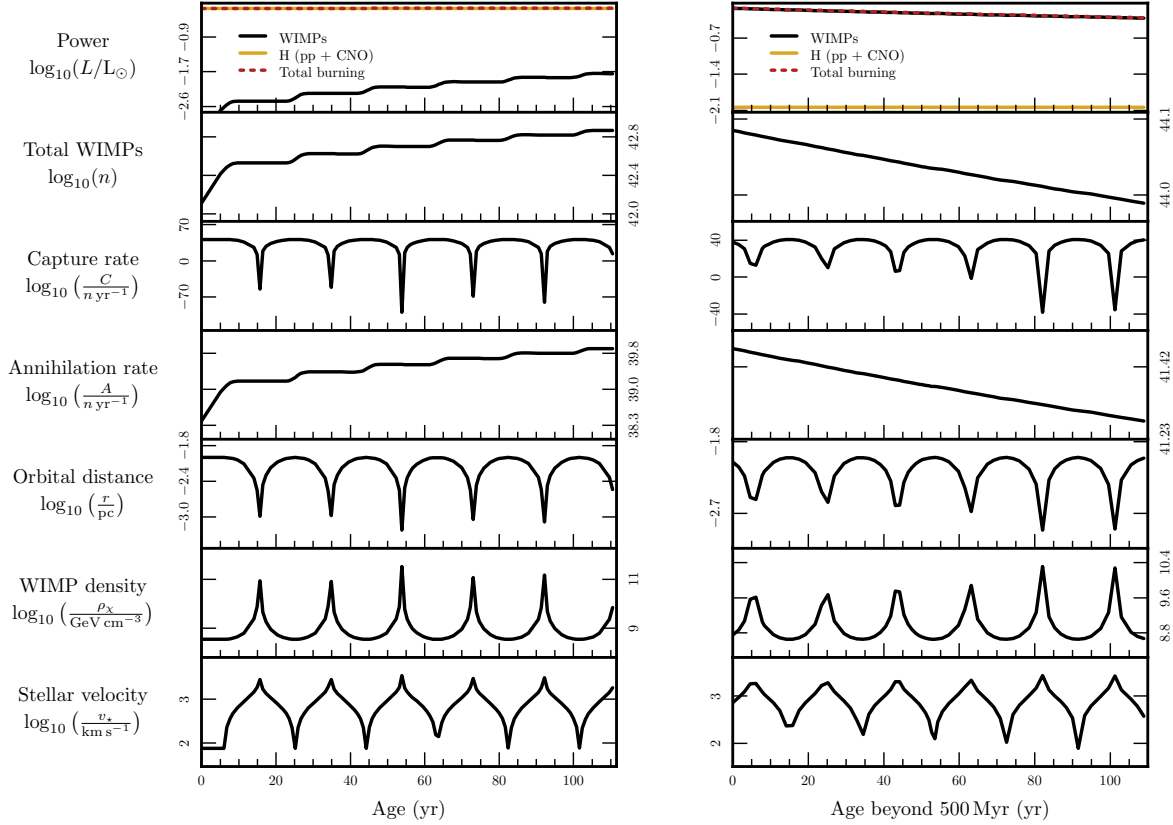 Power
log₁₀(L/L⊙)
−0.9
−1.7
−2.6
WIMPs
H (pp + CNO)
Total burning
−0.7
−1.4
−2.1
WIMPs
H (pp + CNO)
Total burning
Total WIMPs
log₁₀(n)
42.8
42.4
42.0
44.1
44.0
Capture rate
log₁₀(C / n yr⁻¹)
70
0
−70
40
0
−40
Annihilation rate
log₁₀(A / n yr⁻¹)
39.8
39.0
38.3
41.42
41.23
Orbital distance
log₁₀(r / pc)
−1.8
−2.4
−3.0
−1.8
−2.7
WIMP density
log₁₀(ρχ / GeV cm⁻³)
11
9
10.4
9.6
8.8
Stellar velocity
log₁₀(v⋆ / km s⁻¹)
3
2
3
2
0 20 40 60 80 100
0 20 40 60 80 100
Age (yr)
Age beyond 500 Myr (yr)